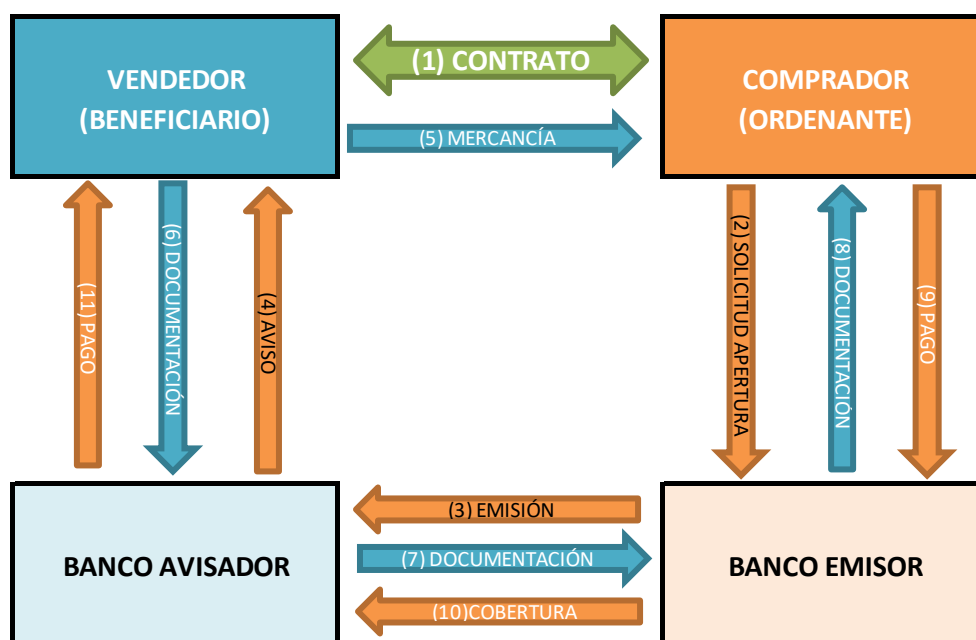 VENDEDOR
(BENEFICIARIO)
(1) CONTRATO
COMPRADOR
(ORDENANTE)
(5) MERCANCÍA
(11) PAGO
(6) DOCUMENTACIÓN
(4) AVISO
(2) SOLICITUD APERTURA
(8) DOCUMENTACIÓN
(9) PAGO
BANCO AVISADOR
(3) EMISIÓN
(7) DOCUMENTACIÓN
(10)COBERTURA
BANCO EMISOR